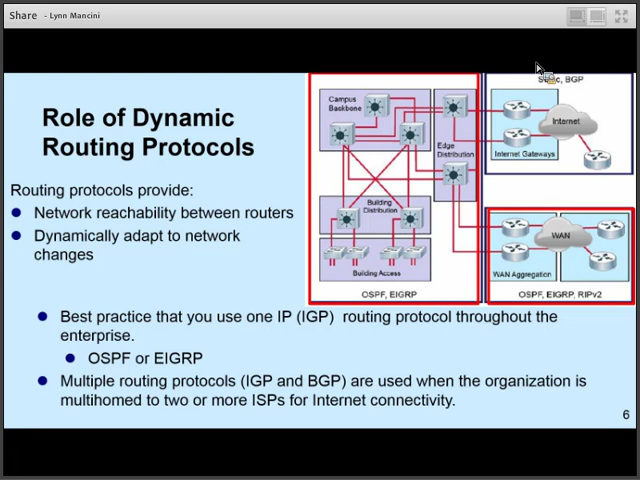 Share - Lynn Mancini
Role of Dynamic
Routing Protocols
Routing protocols provide:
Network reachability between routers
Dynamically adapt to network
changes
Campus
Backbone
Edge
Distribution
Building
Distribution
Building Access
OSPF, EIGRP
BGP
Internet
Internet Gateways
WAN
WAN Aggregation
OSPF, EIGRP, RIPv2
Best practice that you use one IP (IGP) routing protocol throughout the
enterprise.
OSPF or EIGRP
Multiple routing protocols (IGP and BGP) are used when the organization is
multihomed to two or more ISPs for Internet connectivity.
6